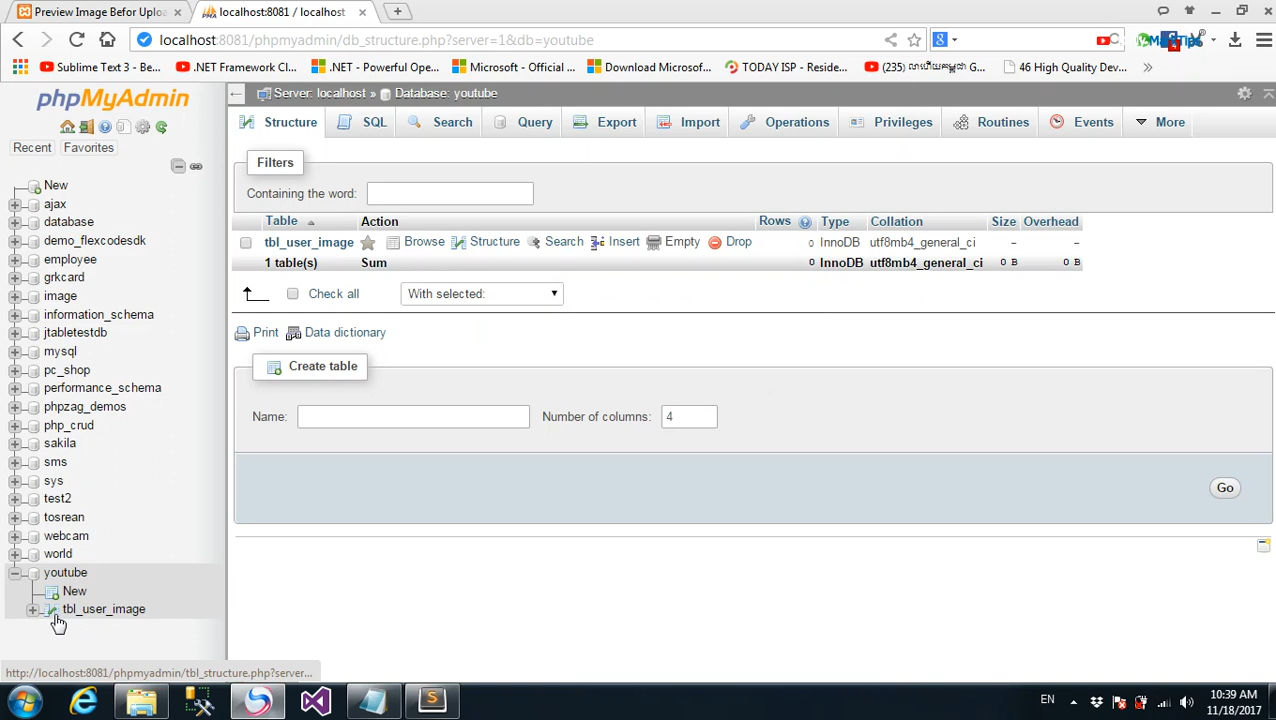 Preview Image Befor Uploa
localhost:8081 / localhost
localhost:8081/phpmyadmin/db_structure.php?server=1&db=youtube
Sublime Text 3 - Be...
.NET Framework Cl...
.NET - Powerful Ope...
Microsoft - Official ...
Download Microsof...
TODAY ISP - Reside...
46 High Quality Dev...
phpMyAdmin
Recent
Favorites
New
ajax
database
demo_flexcodesdk
employee
grkcard
image
information_schema
jtabletestdb
mysql
pc_shop
performance_schema
phpzag_demos
php_crud
sakila
sms
sys
test2
tosrean
webcam
world
youtube
New
tbl_user_image
Server: localhost » Database: youtube
Structure
SQL
Search
Query
Export
Import
Operations
Privileges
Routines
Events
More
Filters
Containing the word:
Table Action Rows Type Collation Size Overhead
tbl_user_image Browse Structure Search Insert Empty Drop 0 InnoDB utf8mb4_general_ci – –
1 table(s) Sum 0 InnoDB utf8mb4_general_ci 0 B 0 B
Check all
With selected:
Print
Data dictionary
Create table
Name:
Number of columns: 4
Go
http://localhost:8081/phpmyadmin/tbl_structure.php?server...
EN
10:39 AM
11/18/2017